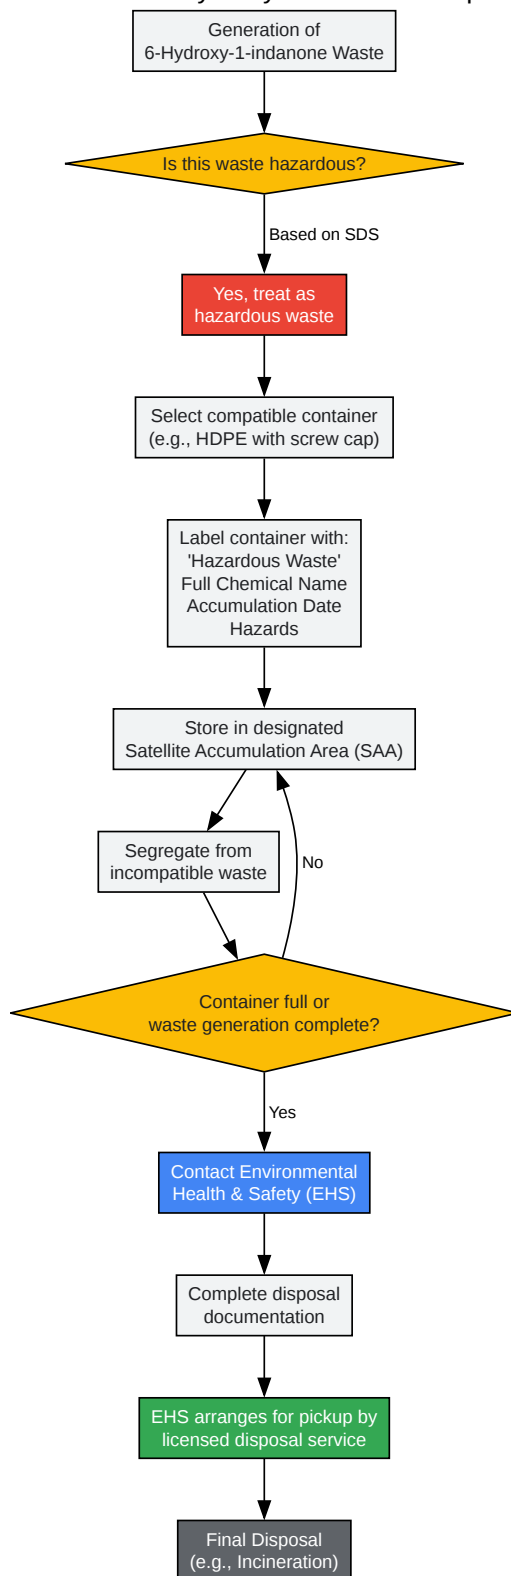 Generation of
6-Hydroxy-1-indanone Waste
Is this waste hazardous?
Based on SDS
Yes, treat as
hazardous waste
Select compatible container
(e.g., HDPE with screw cap)
Label container with:
'Hazardous Waste'
Full Chemical Name
Accumulation Date
Hazards
Store in designated
Satellite Accumulation Area (SAA)
Segregate from
incompatible waste
No
Container full or
waste generation complete?
Yes
Contact Environmental
Health & Safety (EHS)
Complete disposal
documentation
EHS arranges for pickup by
licensed disposal service
Final Disposal
(e.g., Incineration)